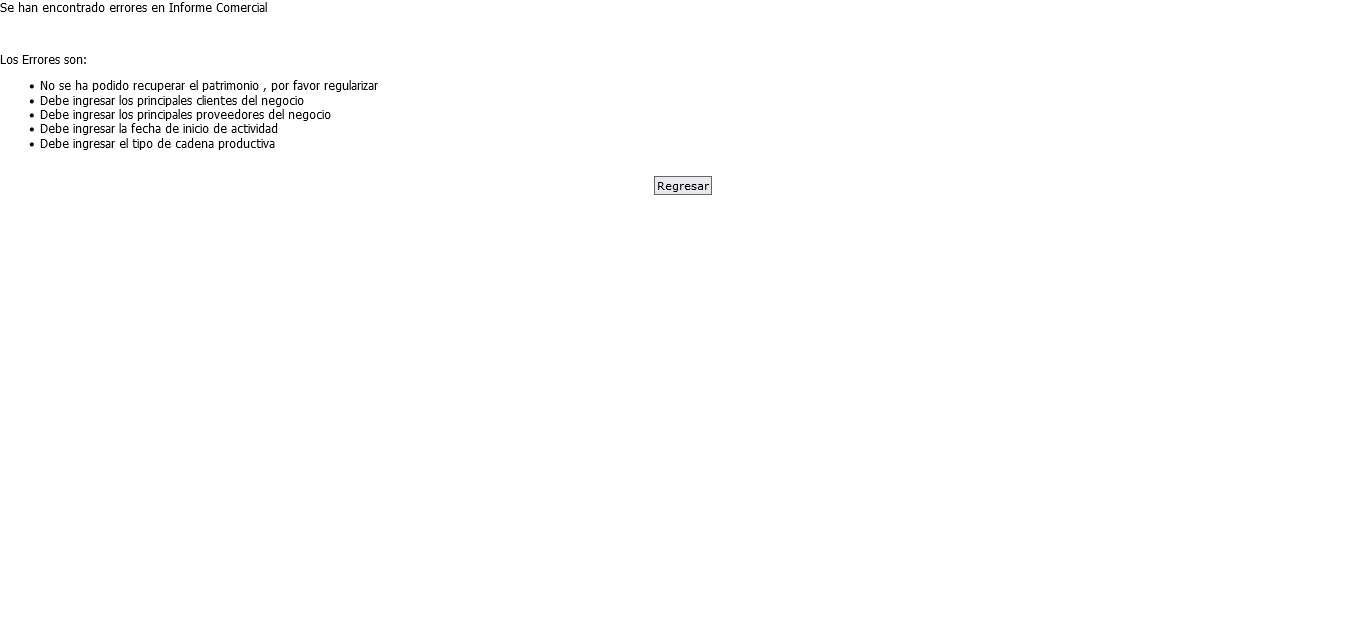 Se han encontrado errores en Informe Comercial
Los Errores son:
• No se ha podido recuperar el patrimonio , por favor regularizar
• Debe ingresar los principales clientes del negocio
• Debe ingresar los principales proveedores del negocio
• Debe ingresar la fecha de inicio de actividad
• Debe ingresar el tipo de cadena productiva
Regresar